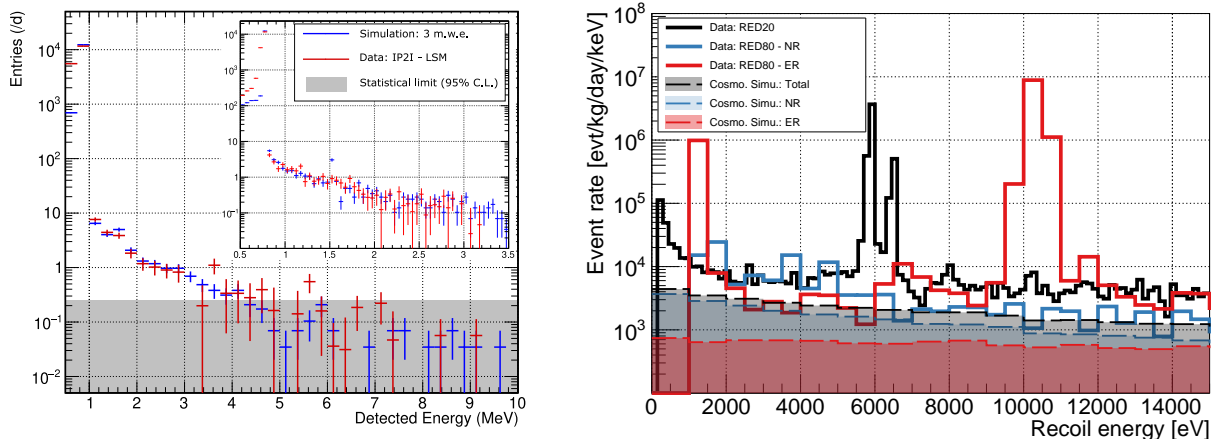 Entries (/d)
10⁴
10³
10²
10
1
10⁻¹
10⁻²
1 2 3 4 5 6 7 8 9 10
Detected Energy (MeV)
Simulation: 3 m.w.e.
Data: IP2I - LSM
Statistical limit (95% C.L.)
10⁴
10³
10²
10
1
10⁻¹
0.5 1 1.5 2 2.5 3 3.5
Event rate [evt/kg/day/keV]
10⁸
10⁷
10⁶
10⁵
10⁴
10³
0 2000 4000 6000 8000 10000 12000 14000
Recoil energy [eV]
Data: RED20
Data: RED80 - NR
Data: RED80 - ER
Cosmo. Simu.: Total
Cosmo. Simu.: NR
Cosmo. Simu.: ER